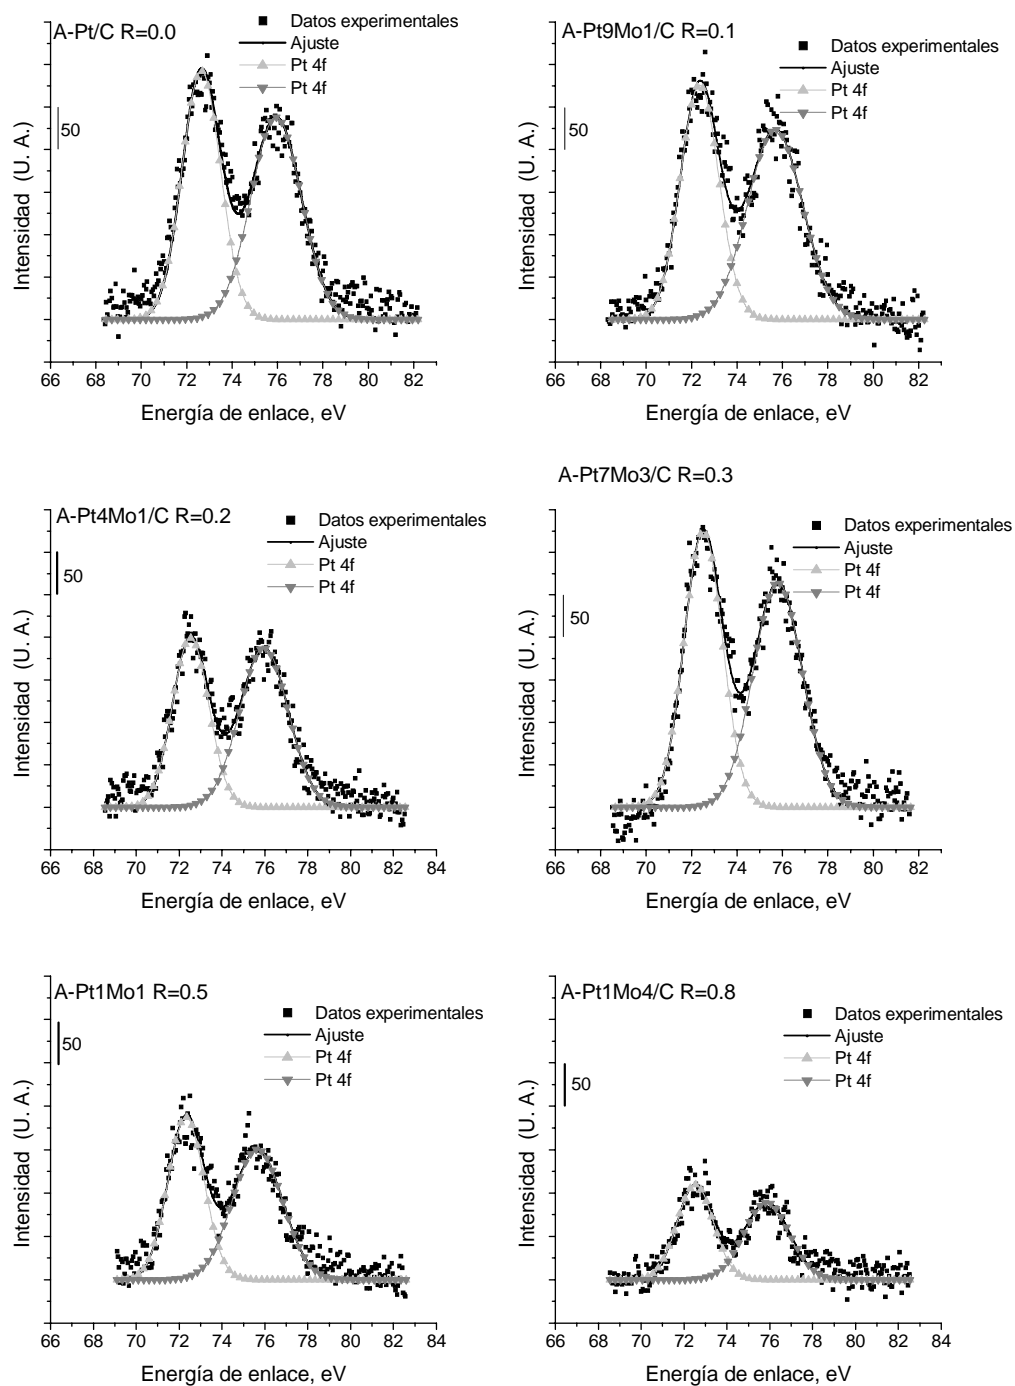 A-Pt/C R=0.0
Datos experimentales
Ajuste
Pt 4f
Pt 4f
50
Intensidad (U. A.)
66 68 70 72 74 76 78 80 82 84
Energía de enlace, eV
A-Pt9Mo1/C R=0.1
Datos experimentales
Ajuste
Pt 4f
Pt 4f
50
Intensidad (U. A.)
66 68 70 72 74 76 78 80 82
Energía de enlace, eV
A-Pt4Mo1/C R=0.2
Datos experimentales
Ajuste
Pt 4f
Pt 4f
50
Intensidad (U. A.)
66 68 70 72 74 76 78 80 82 84
Energía de enlace, eV
A-Pt7Mo3/C R=0.3
Datos experimentales
Ajuste
Pt 4f
Pt 4f
50
Intensidad (U. A.)
66 68 70 72 74 76 78 80 82
Energía de enlace, eV
A-Pt1Mo1 R=0.5
Datos experimentales
Ajuste
Pt 4f
Pt 4f
50
Intensidad (U. A.)
66 68 70 72 74 76 78 80 82 84
Energía de enlace, eV
A-Pt1Mo4/C R=0.8
Datos experimentales
Ajuste
Pt 4f
Pt 4f
50
Intensidad (U. A.)
66 68 70 72 74 76 78 80 82 84
Energía de enlace, eV